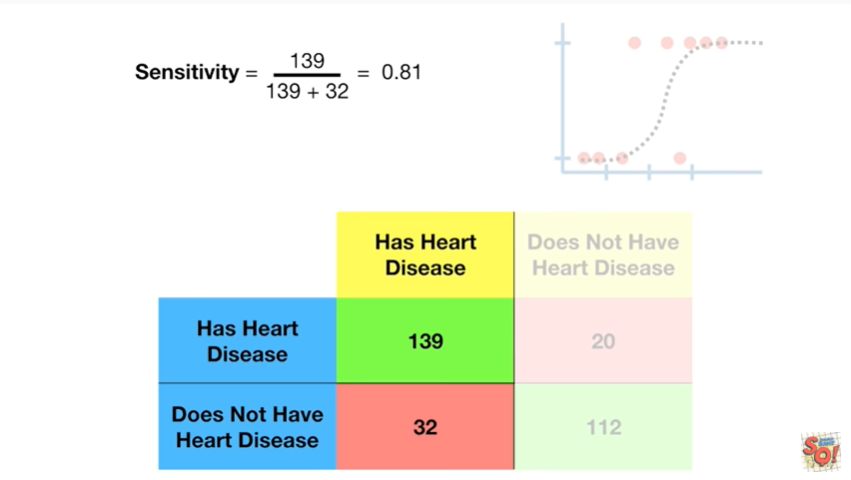 Sensitivity = 139 / 139 + 32 = 0.81
Has Heart
Disease
Does Not Have
Heart Disease
Has Heart
Disease
139
20
Does Not Have
Heart Disease
32
112
SQ!